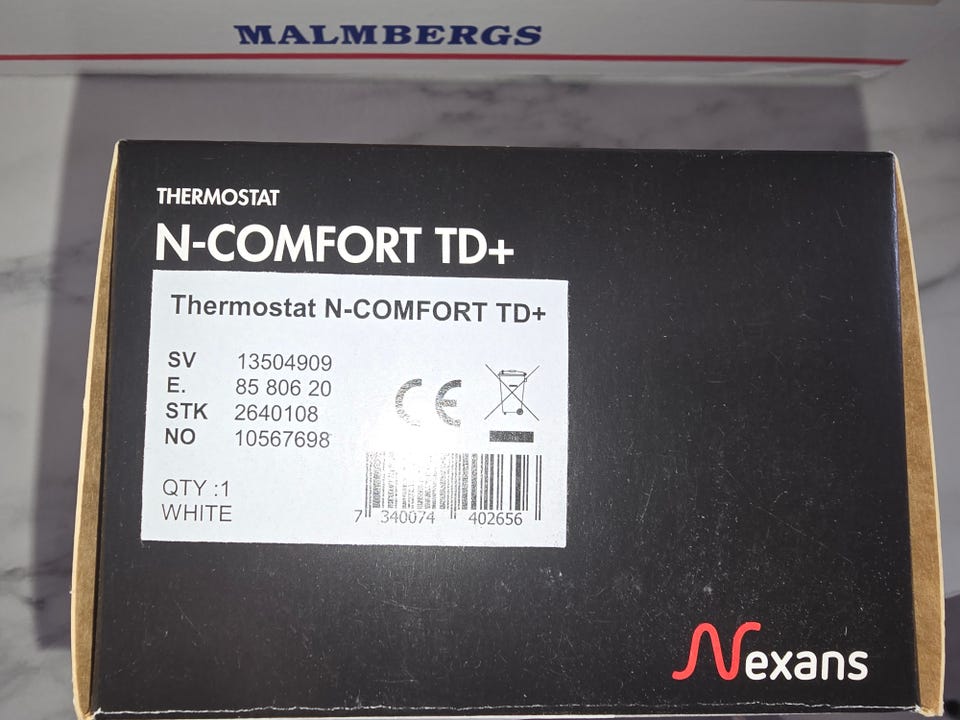 MALMBERGS
THERMOSTAT
N-COMFORT TD+
Thermostat N-COMFORT TD+
SV 13504909
E. 85 806 20
STK 2640108
NO 10567698
CE
QTY :1
WHITE
7 340074 402656
Nexans